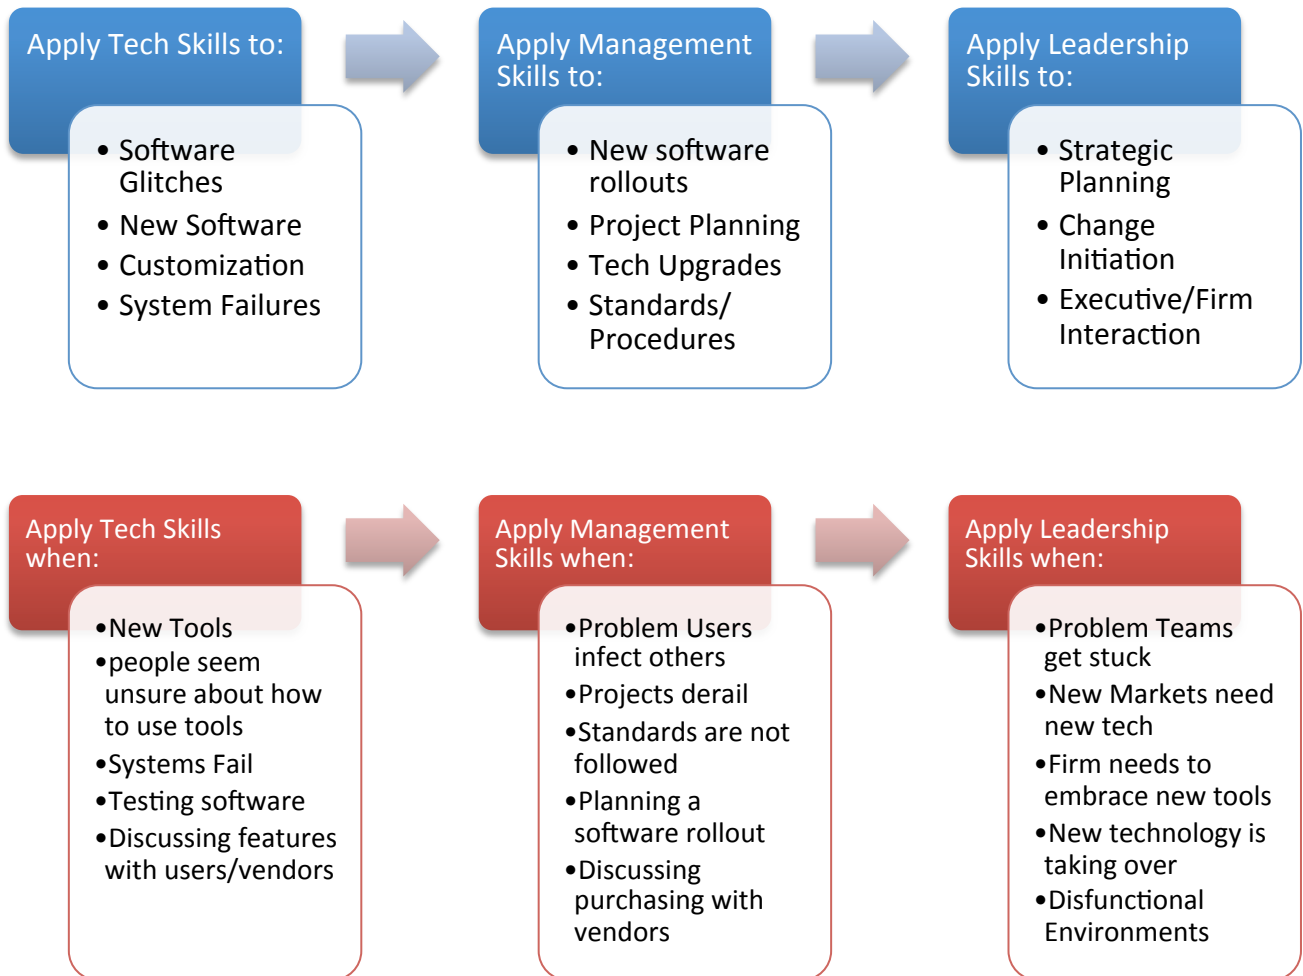 Apply Tech Skills to:
• Software
Glitches
• New Software
• Customization
• System Failures
Apply Management
Skills to:
• New software
rollouts
• Project Planning
• Tech Upgrades
• Standards/
Procedures
Apply Leadership
Skills to:
• Strategic
Planning
• Change
Initiation
• Executive/Firm
Interaction
Apply Tech Skills
when:
•New Tools
•people seem
unsure about how
to use tools
•Systems Fail
•Testing software
•Discussing features
with users/vendors
Apply Management
Skills when:
•Problem Users
infect others
•Projects derail
•Standards are not
followed
•Planning a
software rollout
•Discussing
purchasing with
vendors
Apply Leadership
Skills when:
•Problem Teams
get stuck
•New Markets need
new tech
•Firm needs to
embrace new tools
•New technology is
taking over
•Disfunctional
Environments